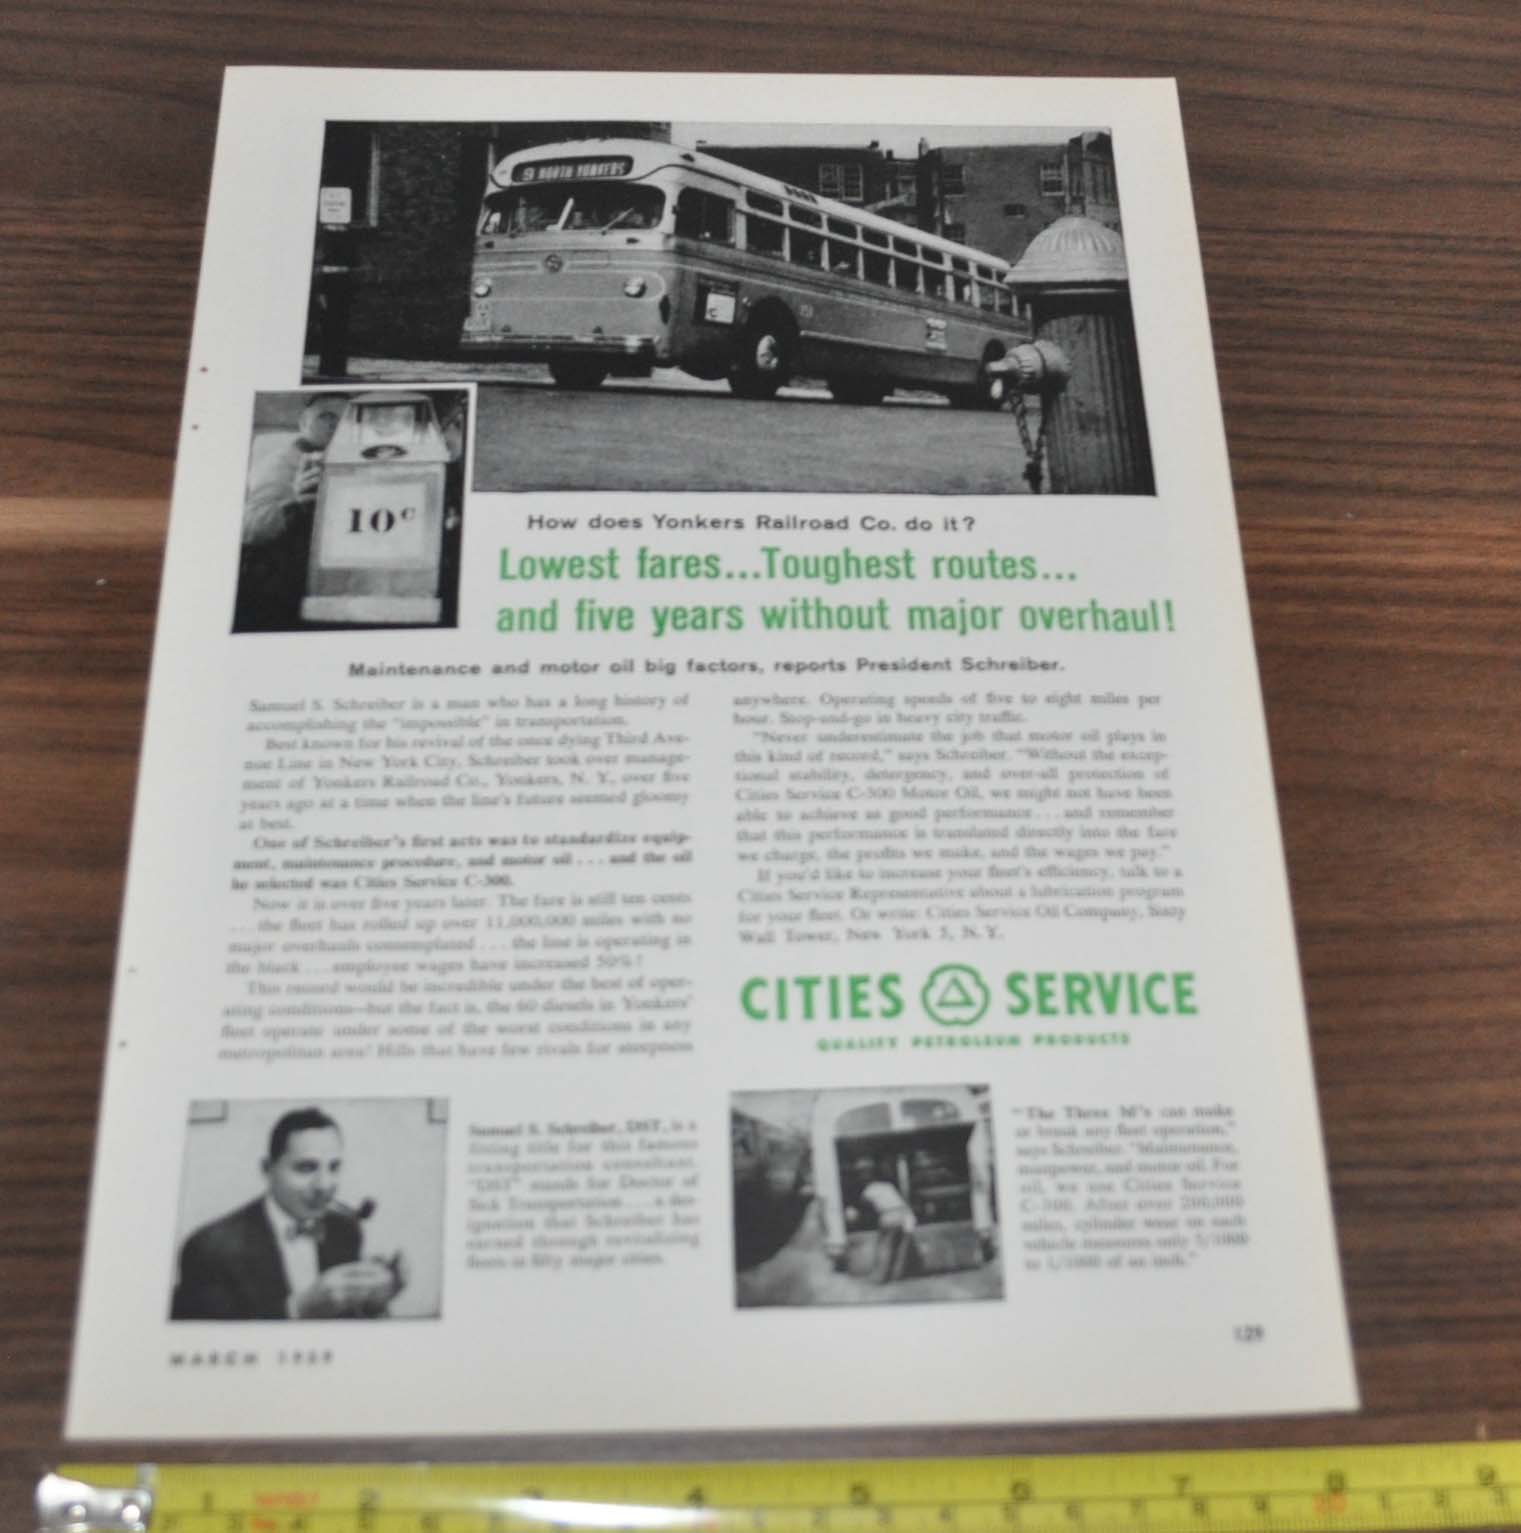 9 NORTH YONKERS
10¢
How does Yonkers Railroad Co. do it?
Lowest fares...Toughest routes...
and five years without major overhaul!
Maintenance and motor oil big factors, reports President Schreiber.
Samuel S. Schreiber is a man who has a long history of
accomplishing the "impossible" in transportation.
Best known for his revival of the once dying Third Ave-
nue Line in New York City, Schreiber took over manage-
ment of Yonkers Railroad Co., Yonkers, N. Y., over five
years ago at a time when the line's future seemed gloomy
at best.
One of Schreiber's first acts was to standardize equip-
ment, maintenance procedure, and motor oil . . . and the oil
he selected was Cities Service C-300.
Now it is over five years later. The fare is still ten cents
. . . the fleet has rolled up over 11,000,000 miles with no
major overhauls contemplated . . . the line is operating in
the black . . . employee wages have increased 50%!
This record would be incredible under the best of oper-
ating conditions—but the fact is, the 60 diesels in Yonkers'
fleet operate under some of the worst conditions in any
metropolitan area! Hills that have few rivals for steepness
anywhere. Operating speeds of five to eight miles per
hour. Stop-and-go in heavy city traffic.
"Never underestimate the job that motor oil plays in
this kind of record," says Schreiber. "Without the excep-
tional stability, detergency, and over-all protection of
Cities Service C-300 Motor Oil, we might not have been
able to achieve as good performance . . . and remember
that this performance is translated directly into the fare
we charge, the profits we make, and the wages we pay."
If you'd like to increase your fleet's efficiency, talk to a
Cities Service Representative about a lubrication program
for your fleet. Or write: Cities Service Oil Company, Sixty
Wall Tower, New York 5, N. Y.
CITIES SERVICE
QUALITY PETROLEUM PRODUCTS
Samuel S. Schreiber, DST, is a
fitting title for this famous
transportation consultant.
"DST" stands for Doctor of
Sick Transportation . . . a des-
ignation that Schreiber has
earned through revitalizing
them in fifty major cities.
"The Three M's can make
or break any fleet operation,"
says Schreiber. "Maintenance,
manpower, and motor oil. For
oil, we use Cities Service
C-300. After over 200,000
miles, cylinder wear on each
vehicle measures only 5/1000
to 1/1000 of an inch."
MARCH 1959
129
1 2 3 4 5 6 7 8 9